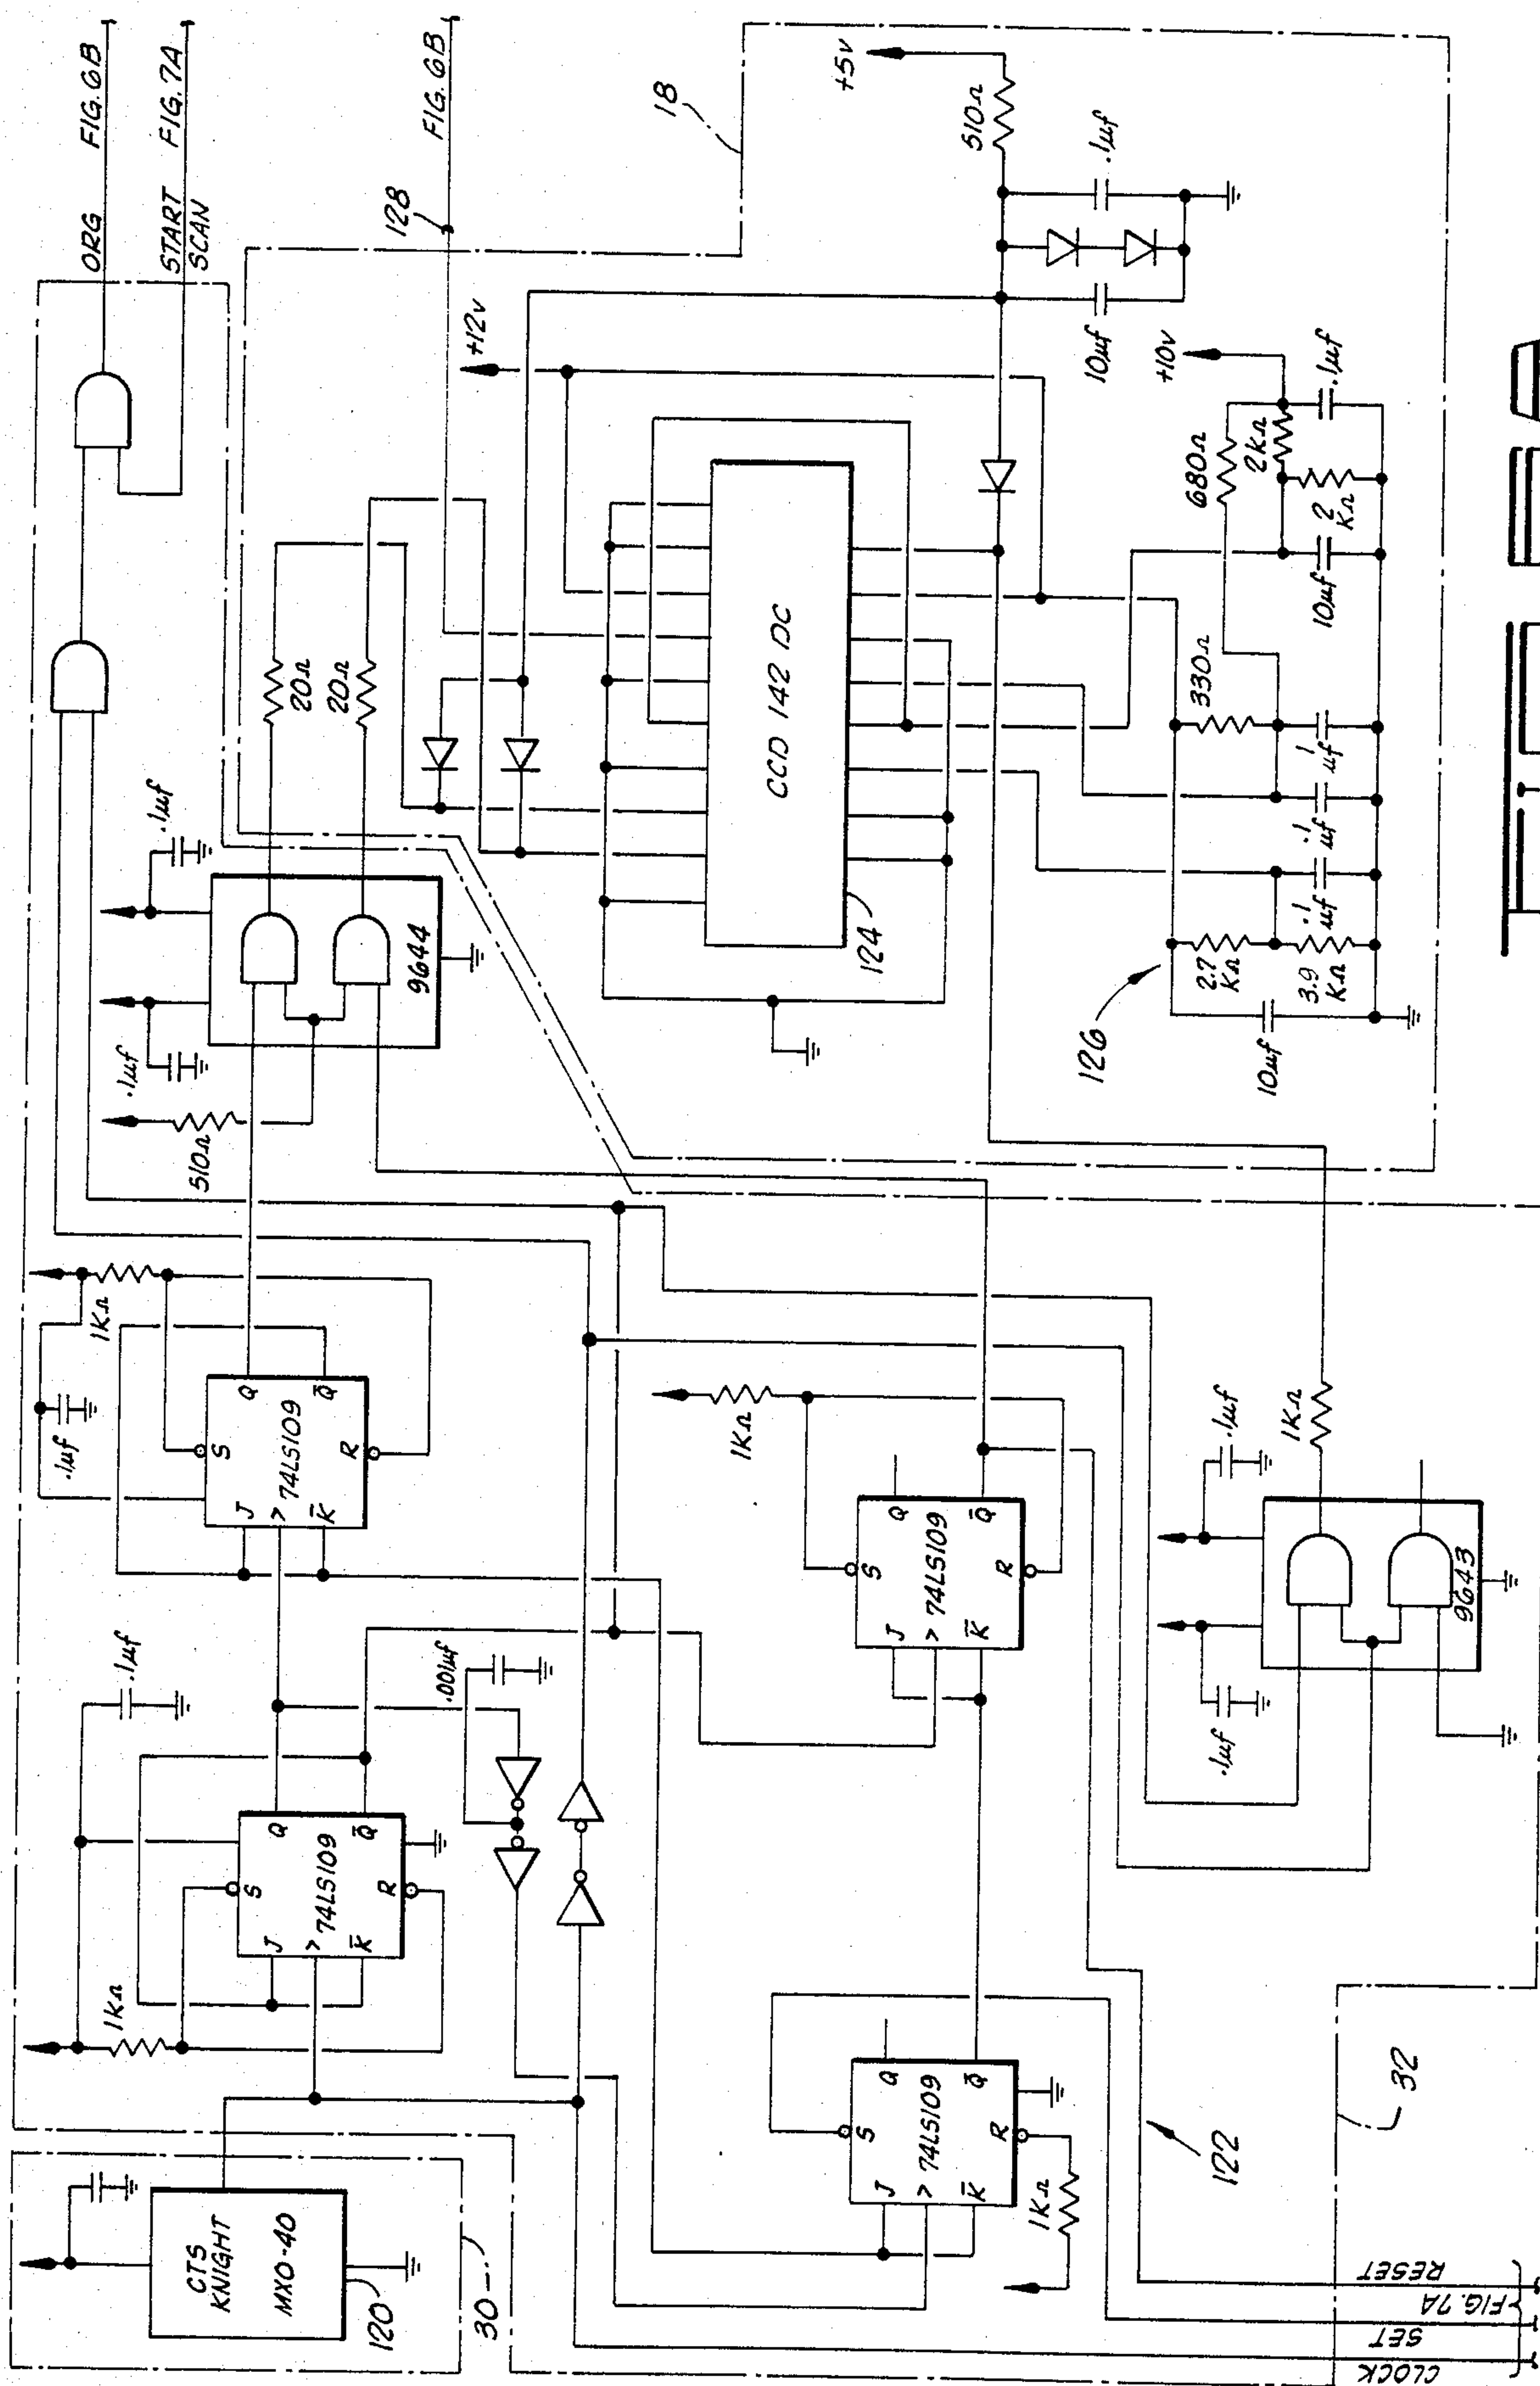 ORG FIG. 6B
START FIG. 7A
SCAN
128
FIG. 6B
18
+5v
510Ω
.1μf
10μf
+12v
20Ω
20Ω
.1μf
.1μf
9644
510Ω
CCD 142 DC
124
+10v
680Ω
2KΩ
.1μf
2
KΩ
10μf
330Ω
.1
μf
.1
μf
.1
μf
2.7
KΩ
3.9
KΩ
10μf
126
1KΩ
.1μf
J
>
K̅
S
74LS109
R
Q
Q̅
.1μf
1KΩ
J
>
K̅
S
74LS109
R
Q
Q̅
.001μf
CTS
KNIGHT
MXO-40
120
30
1KΩ
J
>
K̅
S
74LS109
R
Q
Q̅
J
>
K̅
S
74LS109
R
Q
Q̅
1KΩ
1KΩ
.1μf
.1μf
9643
122
32
RESET
FIG. 7A
SET
CLOCK